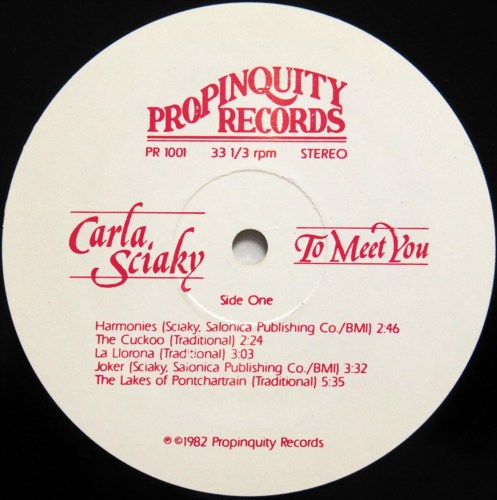 PROPINQUITY
RECORDS
PR 1001 33 1/3 rpm STEREO
Carla Sciaky
To Meet You
Side One
Harmonies (Sciaky, Salonica Publishing Co./BMI) 2:46
The Cuckoo (Traditional) 2:24
La Llorona (Traditional) 3:03
Joker (Sciaky, Salonica Publishing Co./BMI) 3:32
The Lakes of Pontchartrain (Traditional) 5:35
℗©1982 Propinquity Records